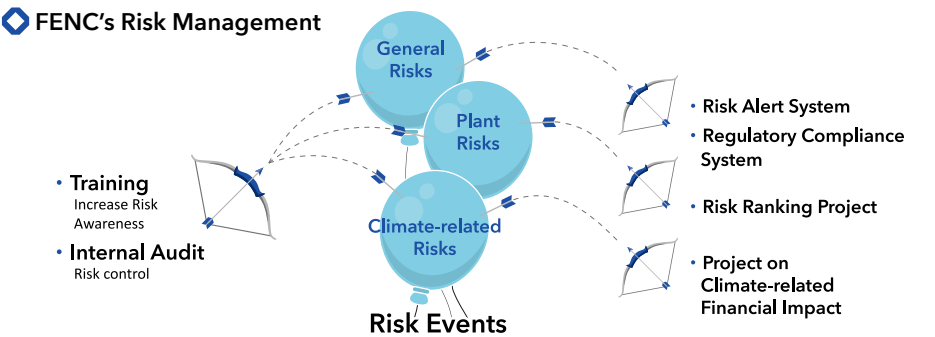 FENC's Risk Management
General
Risks
Plant
Risks
Climate-related
Risks
Risk Events
• Training
Increase Risk
Awareness
• Internal Audit
Risk control
• Risk Alert System
• Regulatory Compliance
System
• Risk Ranking Project
• Project on
Climate-related
Financial Impact